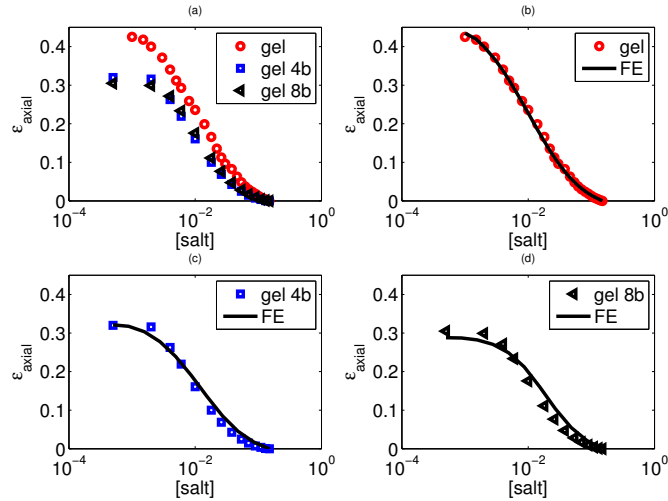 (a)
0.4
0.3
0.2
0.1
0
ε_axial
10^-4
10^-2
10^0
[salt]
gel
gel 4b
gel 8b
(b)
0.4
0.3
0.2
0.1
0
ε_axial
10^-4
10^-2
10^0
[salt]
gel
FE
(c)
0.4
0.3
0.2
0.1
0
ε_axial
10^-4
10^-2
10^0
[salt]
gel 4b
FE
(d)
0.4
0.3
0.2
0.1
0
ε_axial
10^-4
10^-2
10^0
[salt]
gel 8b
FE